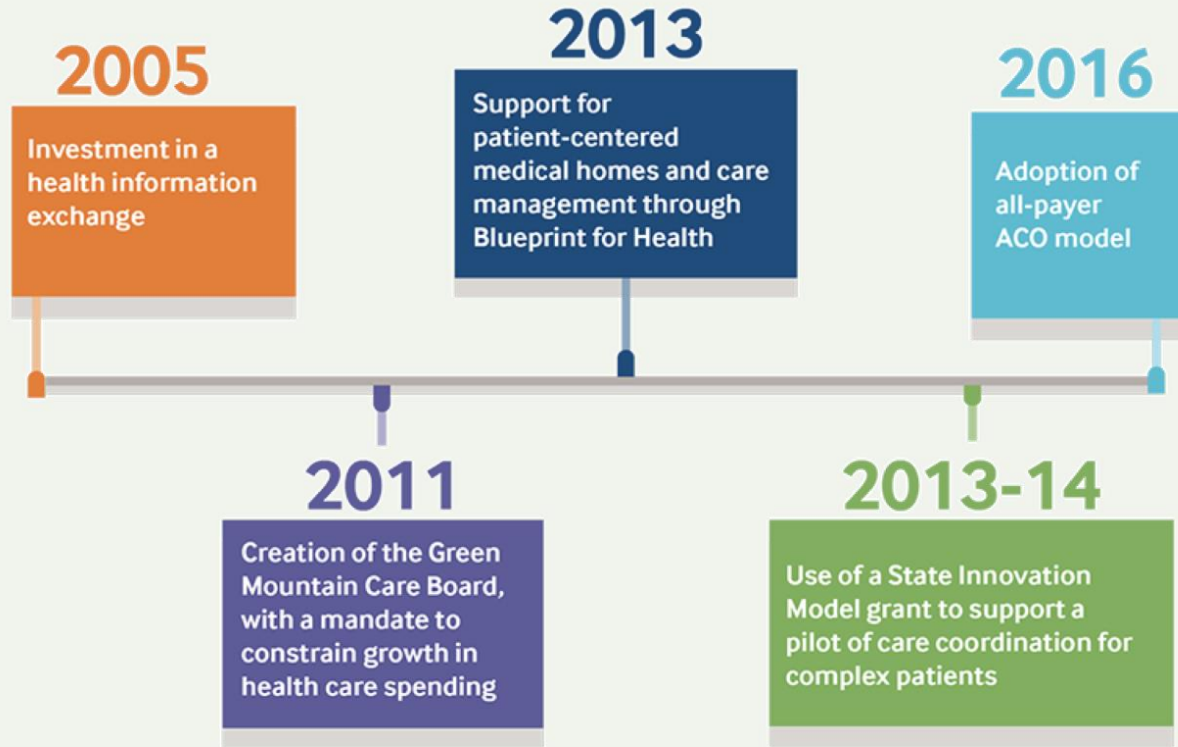 2005
Investment in a
health information
exchange
2011
Creation of the Green
Mountain Care Board,
with a mandate to
constrain growth in
health care spending
2013
Support for
patient-centered
medical homes and care
management through
Blueprint for Health
2013-14
Use of a State Innovation
Model grant to support a
pilot of care coordination for
complex patients
2016
Adoption of
all-payer
ACO model